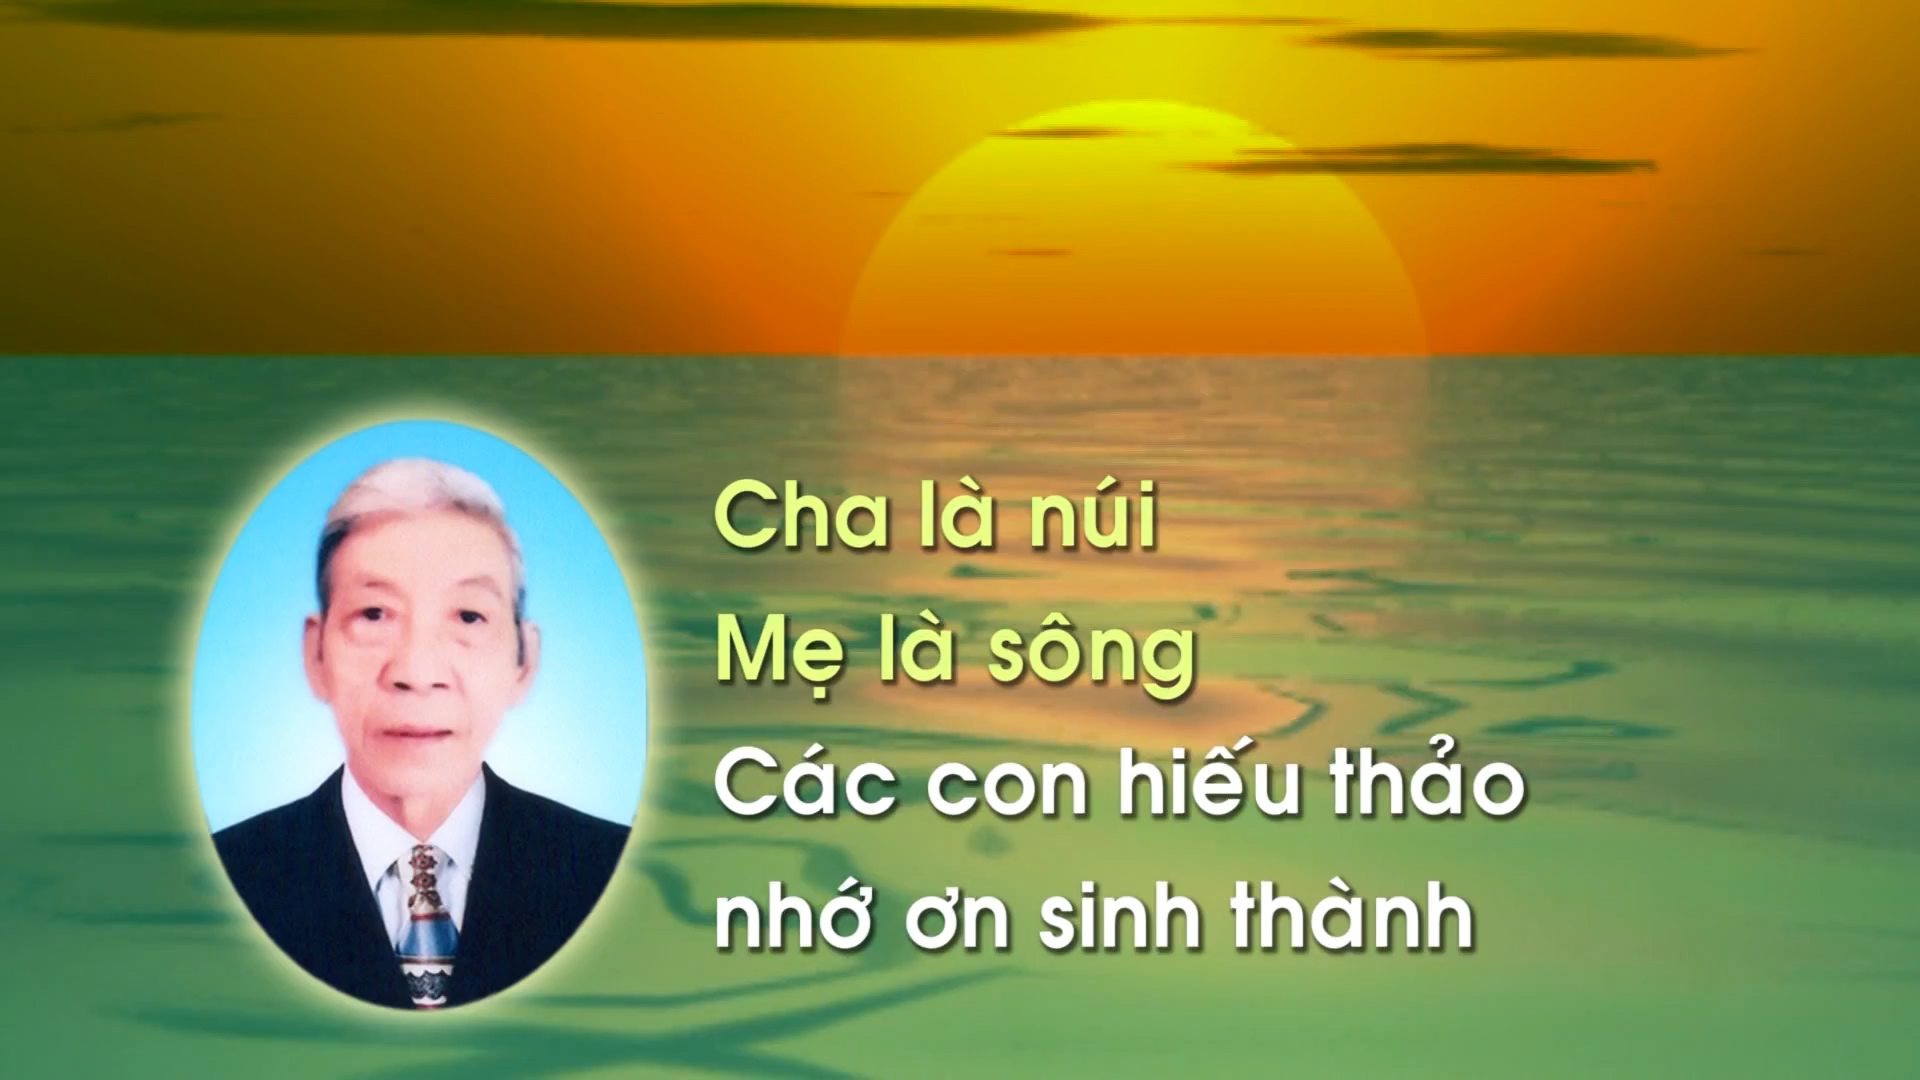 Cha là núi
Mẹ là sông
Các con hiếu thảo
nhớ ơn sinh thành